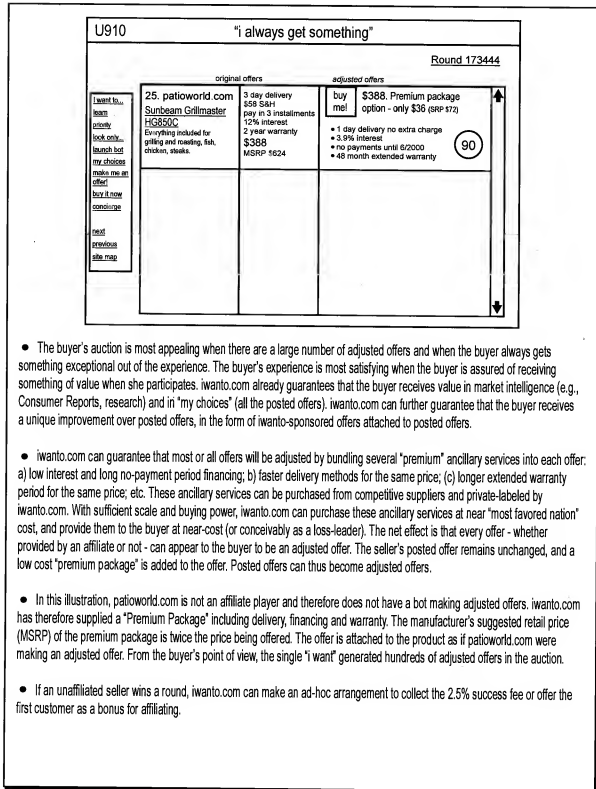 U910
"i always get something"
Round 173444
original offers
adjusted offers
I want to...
learn
priority
look only...
launch bot
my choices
make me an
offer!
buy it now
concierge
next
previous
site map
25. patioworld.com
Sunbeam Grillmaster
HG850C
Everything included for
grilling and roasting, fish,
chicken, steaks.
3 day delivery
$58 S&H
pay in 3 installments
12% interest
2 year warranty
$388
MSRP $624
buy
me!
$388. Premium package
option - only $36 (SRP $72)
• 1 day delivery no extra charge
• 3.9% interest
• no payments until 6/2000
• 48 month extended warranty
90
• The buyer's auction is most appealing when there are a large number of adjusted offers and when the buyer always gets
something exceptional out of the experience. The buyer's experience is most satisfying when the buyer is assured of receiving
something of value when she participates. iwanto.com already guarantees that the buyer receives value in market intelligence (e.g.,
Consumer Reports, research) and in "my choices" (all the posted offers). iwanto.com can further guarantee that the buyer receives
a unique improvement over posted offers, in the form of iwanto-sponsored offers attached to posted offers.
• iwanto.com can guarantee that most or all offers will be adjusted by bundling several "premium" ancillary services into each offer:
a) low interest and long no-payment period financing; b) faster delivery methods for the same price; (c) longer extended warranty
period for the same price; etc. These ancillary services can be purchased from competitive suppliers and private-labeled by
iwanto.com. With sufficient scale and buying power, iwanto.com can purchase these ancillary services at near "most favored nation"
cost, and provide them to the buyer at near-cost (or conceivably as a loss-leader). The net effect is that every offer - whether
provided by an affiliate or not - can appear to the buyer to be an adjusted offer. The seller's posted offer remains unchanged, and a
low cost "premium package" is added to the offer. Posted offers can thus become adjusted offers.
• In this illustration, patioworld.com is not an affiliate player and therefore does not have a bot making adjusted offers. iwanto.com
has therefore supplied a "Premium Package" including delivery, financing and warranty. The manufacturer's suggested retail price
(MSRP) of the premium package is twice the price being offered. The offer is attached to the product as if patioworld.com were
making an adjusted offer. From the buyer's point of view, the single "i want" generated hundreds of adjusted offers in the auction.
• If an unaffiliated seller wins a round, iwanto.com can make an ad-hoc arrangement to collect the 2.5% success fee or offer the
first customer as a bonus for affiliating.